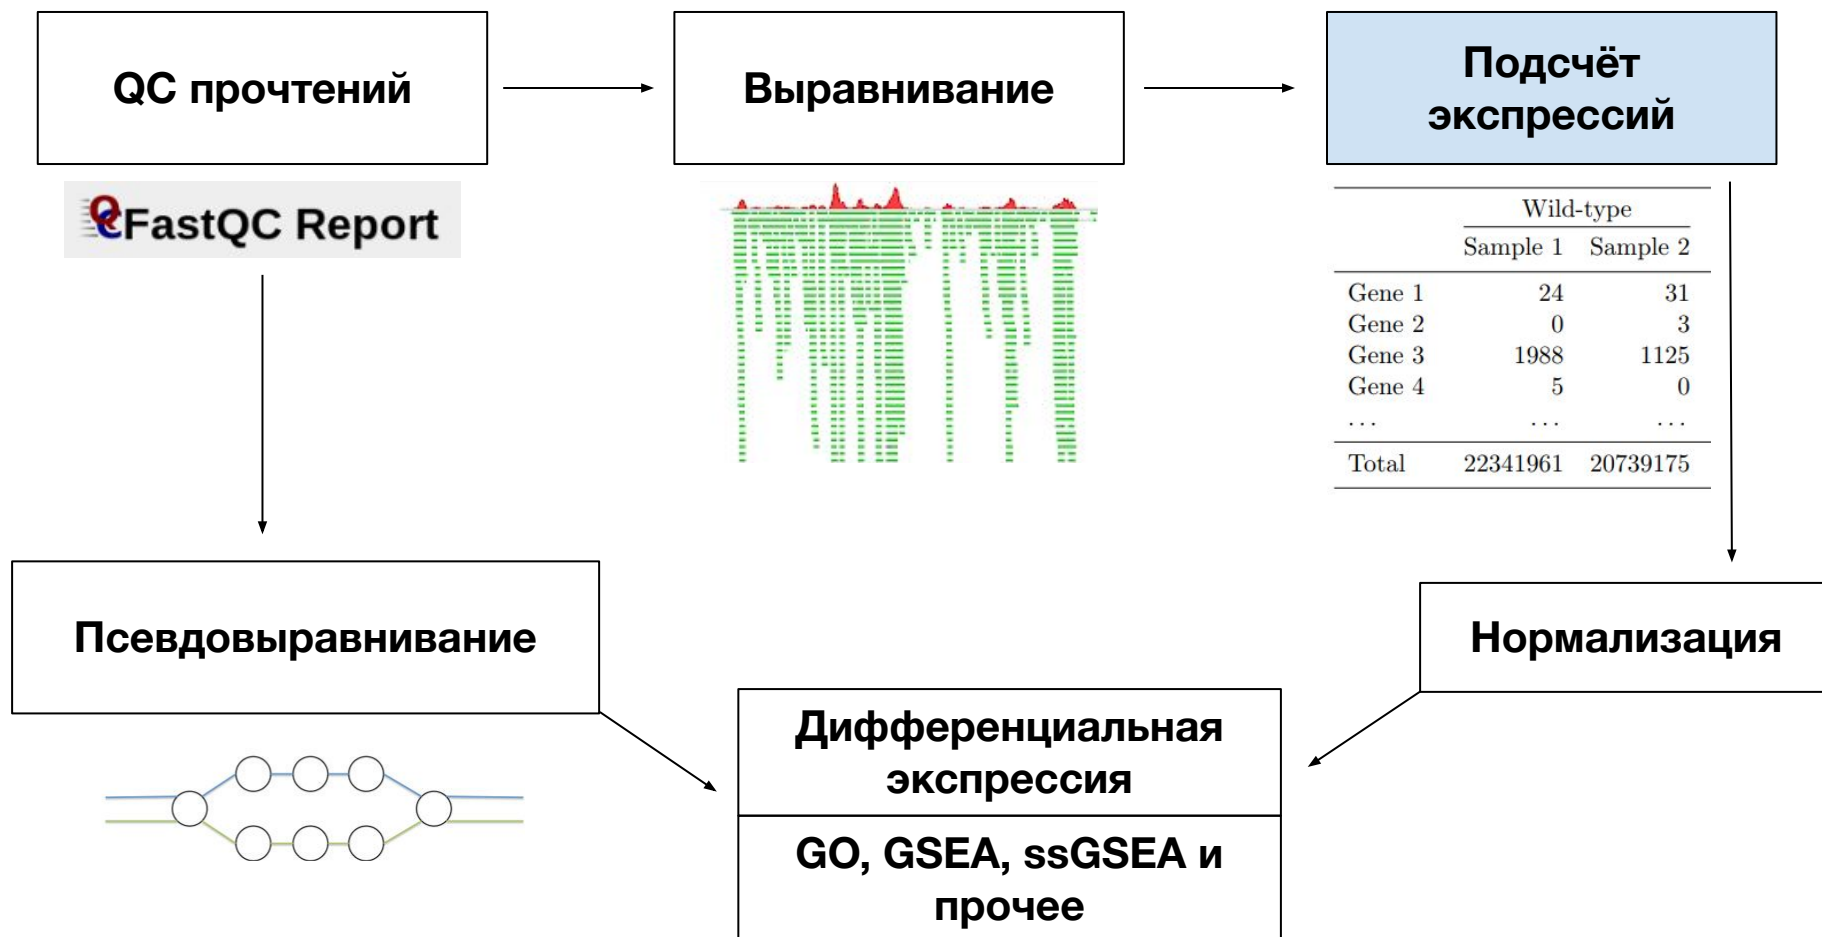 QC прочтений
Выравнивание
Подсчёт
экспрессий
QCFastQC Report
Wild-type
Sample 1 Sample 2
Gene 1 24 31
Gene 2 0 3
Gene 3 1988 1125
Gene 4 5 0
... ... ...
Total 22341961 20739175
Псевдовыравнивание
Нормализация
Дифференциальная
экспрессия
GO, GSEA, ssGSEA и
прочее